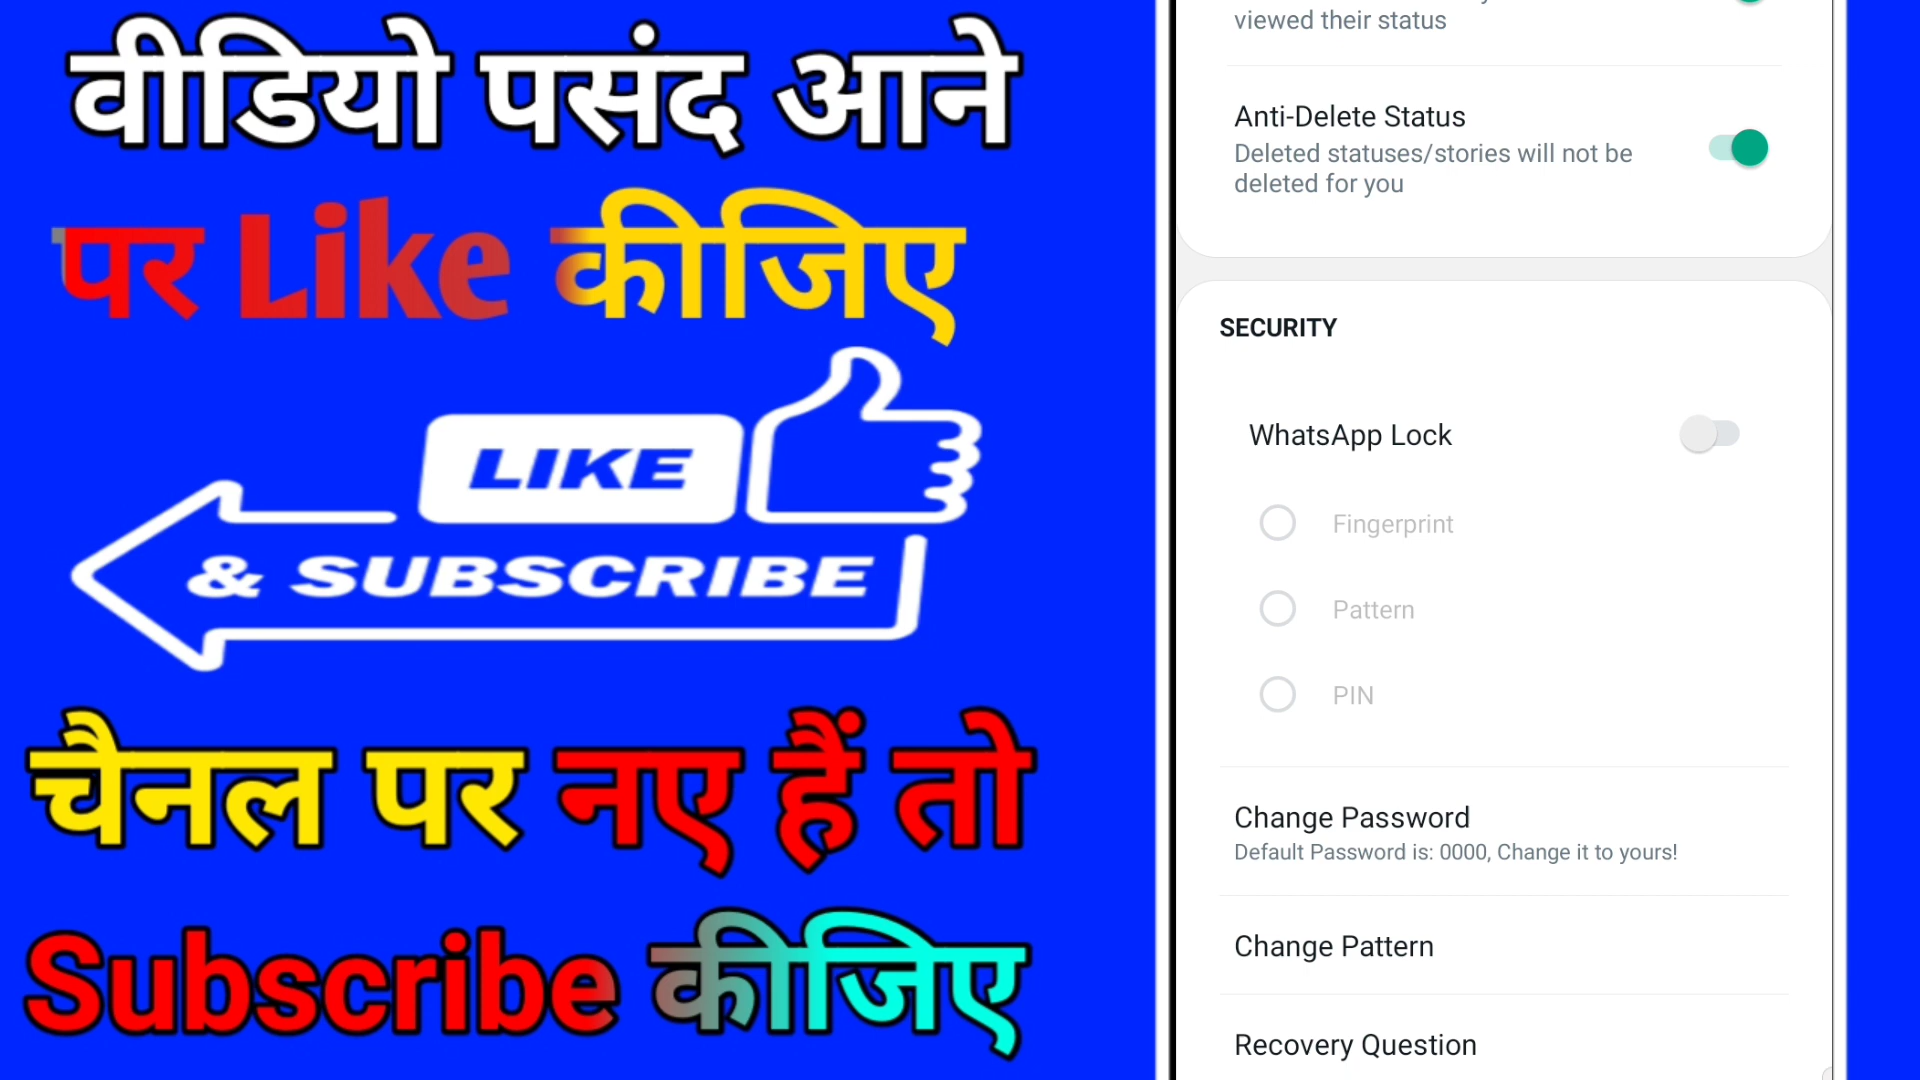 वीडियो पसंद आने
पर Like कीजिए
LIKE
& SUBSCRIBE
चैनल पर नए हैं तो
Subscribe कीजिए
viewed their status
Anti-Delete Status
Deleted statuses/stories will not be
deleted for you
SECURITY
WhatsApp Lock
Fingerprint
Pattern
PIN
Change Password
Default Password is: 0000, Change it to yours!
Change Pattern
Recovery Question